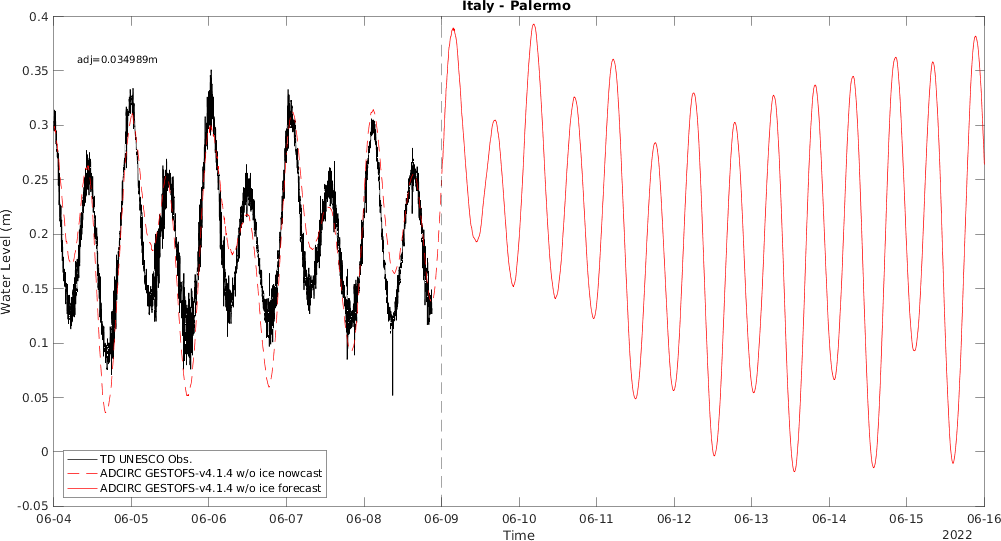 Italy - Palermo
0.4
0.35
0.3
0.25
0.2
0.15
0.1
0.05
0
-0.05
Water Level (m)
adj=0.034989m
TD UNESCO Obs.
ADCIRC GESTOFS-v4.1.4 w/o ice nowcast
ADCIRC GESTOFS-v4.1.4 w/o ice forecast
06-04 06-05 06-06 06-07 06-08 06-09 06-10 06-11 06-12 06-13 06-14 06-15 06-16
Time
2022